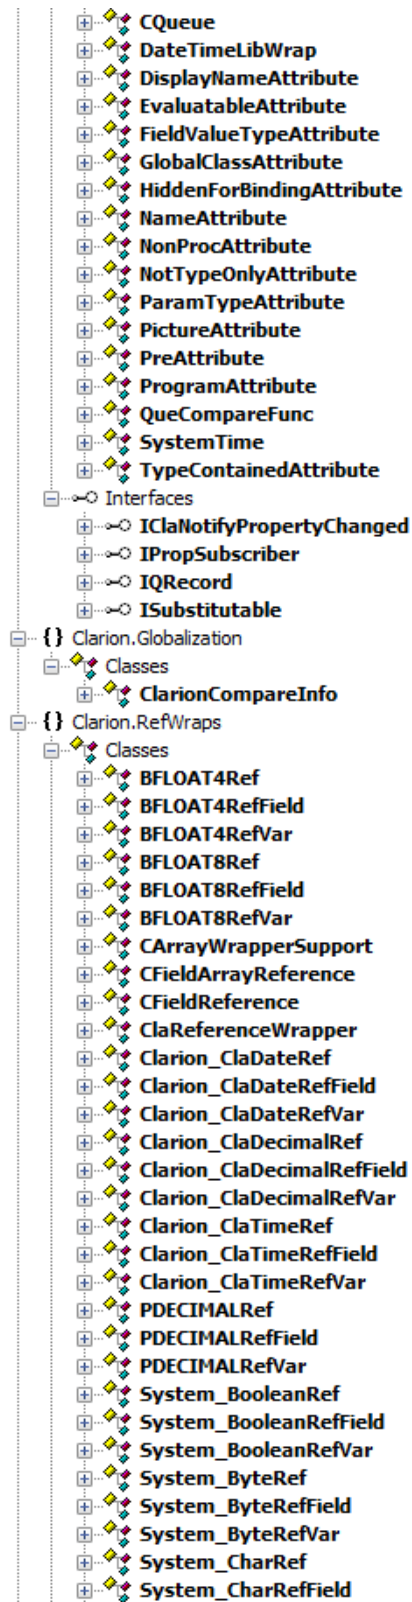 CQueue
DateTimeLibWrap
DisplayNameAttribute
EvaluatableAttribute
FieldValueTypeAttribute
GlobalClassAttribute
HiddenForBindingAttribute
NameAttribute
NonProcAttribute
NotTypeOnlyAttribute
ParamTypeAttribute
PictureAttribute
PreAttribute
ProgramAttribute
QueCompareFunc
SystemTime
TypeContainedAttribute
Interfaces
IClaNotifyPropertyChanged
IPropSubscriber
IQRecord
ISubstitutable
{} Clarion.Globalization
Classes
ClarionCompareInfo
{} Clarion.RefWraps
Classes
BFLOAT4Ref
BFLOAT4RefField
BFLOAT4RefVar
BFLOAT8Ref
BFLOAT8RefField
BFLOAT8RefVar
CArrayWrapperSupport
CFieldArrayReference
CFieldReference
ClaReferenceWrapper
Clarion_ClaDateRef
Clarion_ClaDateRefField
Clarion_ClaDateRefVar
Clarion_ClaDecimalRef
Clarion_ClaDecimalRefField
Clarion_ClaDecimalRefVar
Clarion_ClaTimeRef
Clarion_ClaTimeRefField
Clarion_ClaTimeRefVar
PDECIMALRef
PDECIMALRefField
PDECIMALRefVar
System_BooleanRef
System_BooleanRefField
System_BooleanRefVar
System_ByteRef
System_ByteRefField
System_ByteRefVar
System_CharRef
System_CharRefField